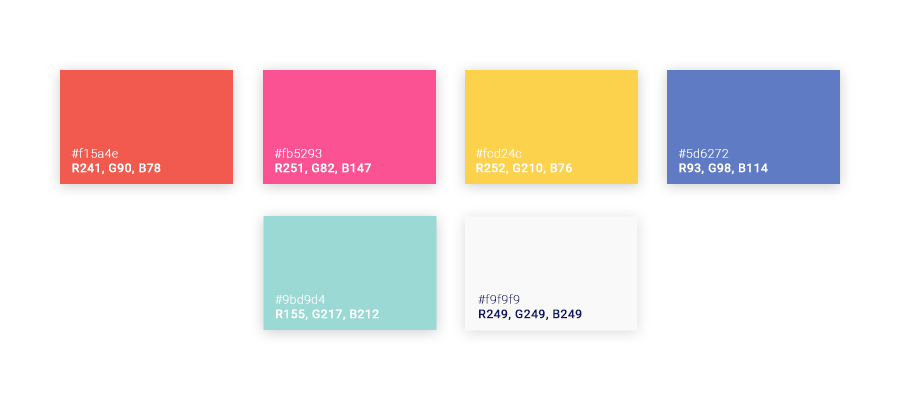 #f15a4e
R241, G90, B78
#fb5293
R251, G82, B147
#fcd24c
R252, G210, B76
#5d6272
R93, G98, B114
#9bd9d4
R155, G217, B212
#f9f9f9
R249, G249, B249